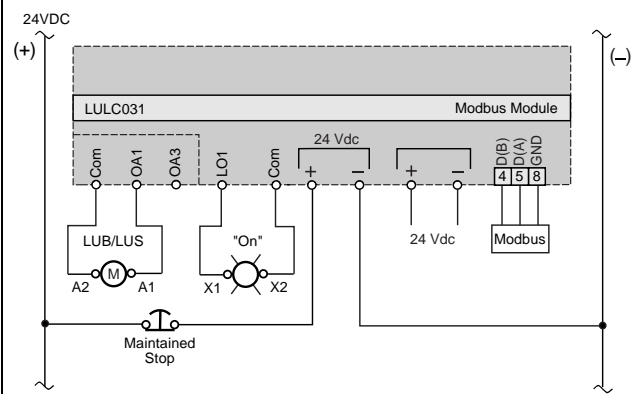 24VDC
(+)
(–)
LULC031 Modbus Module
24 Vdc
Com OA1 OA3 LO1 Com + – + – D(B) D(A) GND
4 5 8
LUB/LUS "On" 24 Vdc Modbus
A2 M A1 X1 X2
Maintained
Stop